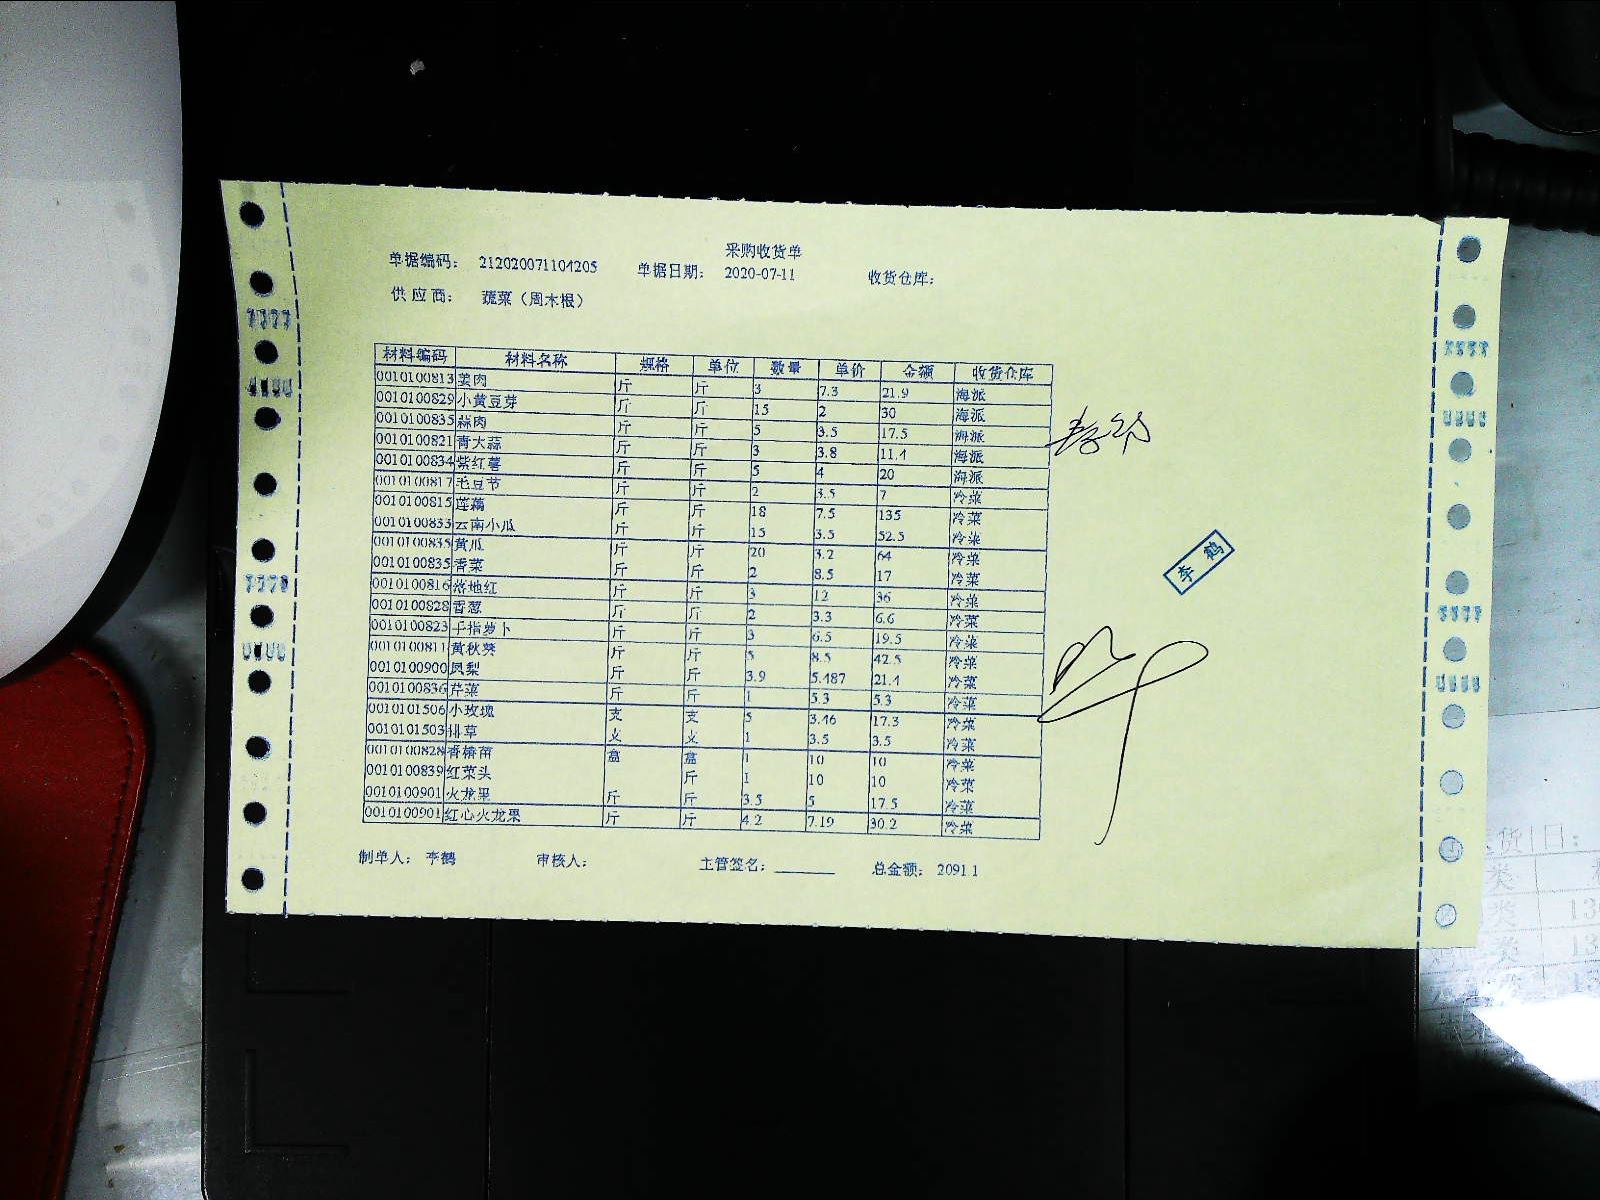 采购收货单
单据编码： 212020071104205 单据日期： 2020-07-11 收货仓库：
供 应 商： 蔬菜（周木根）
材料编码 材料名称 规格 单位 数量 单价 金额 收货仓库
0010100813 姜肉 斤 斤 3 7.3 21.9 海派
0010100829 小黄豆芽 斤 斤 15 2 30 海派
0010100835 蒜肉 斤 斤 5 3.5 17.5 海派
0010100821 青大蒜 斤 斤 3 3.8 11.4 海派
0010100834 紫红薯 斤 斤 5 4 20 海派
0010100817 毛豆节 斤 斤 2 3.5 7 冷菜
0010100815 莲藕 斤 斤 18 7.5 135 冷菜
0010100833 云南小瓜 斤 斤 15 3.5 52.5 冷菜
0010100835 黄瓜 斤 斤 20 3.2 64 冷菜
0010100835 香菜 斤 斤 2 8.5 17 冷菜
0010100816 落地红 斤 斤 3 12 36 冷菜
0010100828 香葱 斤 斤 2 3.3 6.6 冷菜
0010100823 手指萝卜 斤 斤 3 6.5 19.5 冷菜
0010100811 黄秋葵 斤 斤 5 8.5 42.5 冷菜
0010100900 凤梨 斤 斤 3.9 5.487 21.4 冷菜
0010100836 芹菜 斤 斤 1 5.3 5.3 冷菜
0010101506 小玫瑰 支 支 5 3.46 17.3 冷菜
0010101503 排草 支 支 1 3.5 3.5 冷菜
0010100828 香椿苗 盒 盒 1 10 10 冷菜
0010100839 红菜头 斤 1 10 10 冷菜
0010100901 火龙果 斤 斤 3.5 5 17.5 冷菜
0010100901 红心火龙果 斤 斤 4.2 7.19 30.2 冷菜
李鹤
制单人： 李鹤 审核人： 主管签名： 总金额： 2091.1